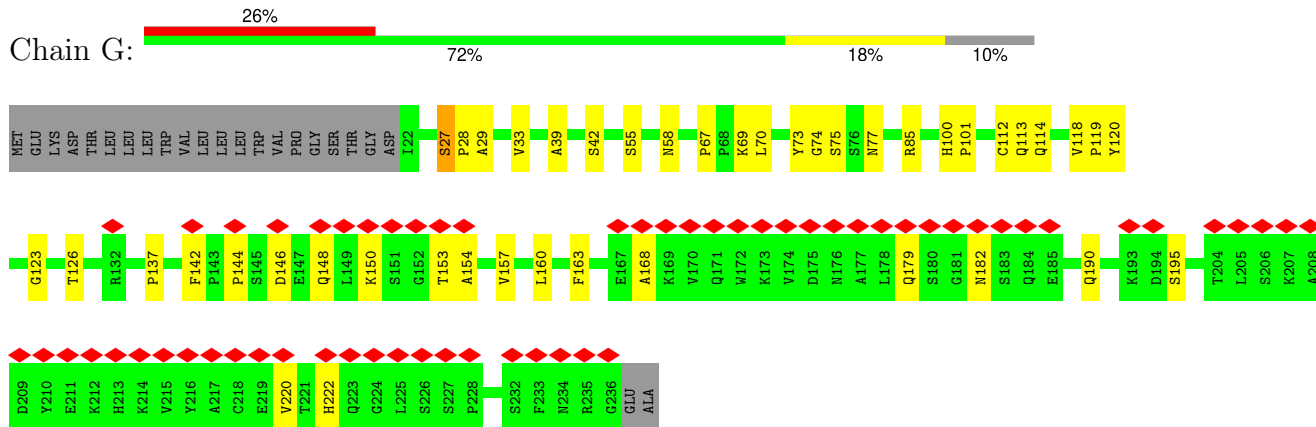 26%
Chain G:
72% 18% 10%
MET GLU LYS ASP THR LEU LEU LEU TRP VAL LEU LEU LEU TRP VAL PRO GLY SER THR GLY ASP I22 S27 P28 A29 V33 A39 S42 S55 N58 P67 P68 K69 L70 Y73 G74 S75 S76 N77 R85 H100 P101 C112 Q113 Q114 V118 P119 Y120
G123 T126 R132 P137 F142 P143 P144 S145 D146 E147 Q148 L149 K150 S151 G152 T153 A154 V157 L160 F163 E167 A168 K169 V170 Q171 W172 K173 V174 D175 N176 A177 L178 Q179 S180 G181 N182 S183 Q184 E185 Q190 K193 D194 S195 T204 L205 S206 K207 A208
D209 Y210 E211 K212 H213 K214 V215 Y216 A217 C218 E219 V220 T221 H222 Q223 G224 L225 S226 S227 P228 S232 F233 N234 R235 G236 GLU ALA